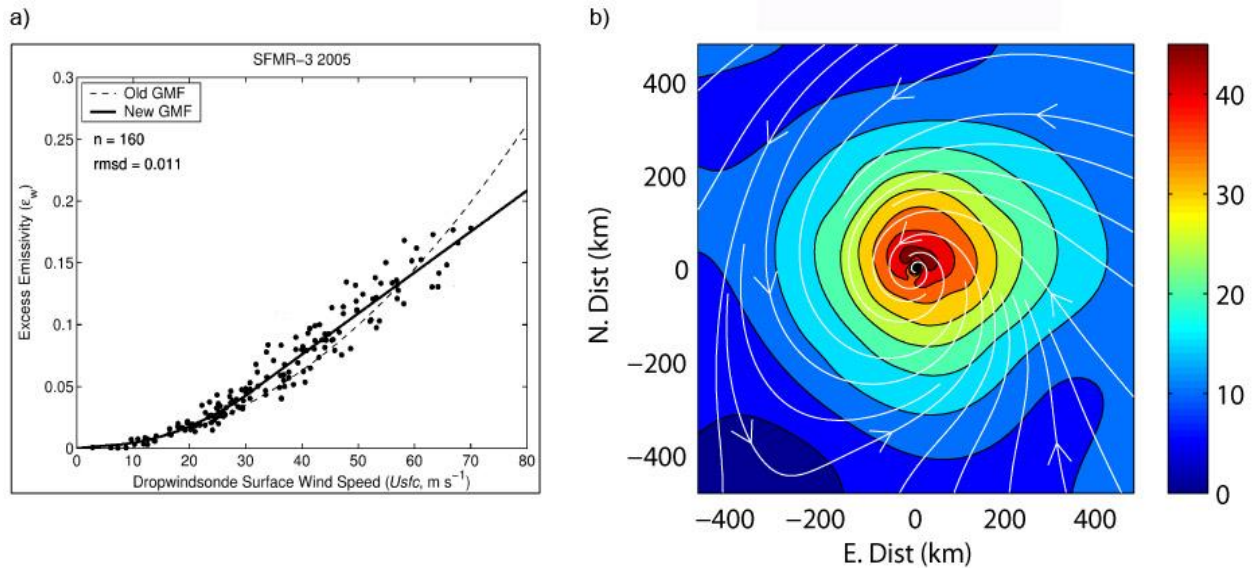 a)
SFMR-3 2005
Old GMF
New GMF
n = 160
rmsd = 0.011
0.3
0.25
0.2
0.15
0.1
0.05
0
Excess Emissivity (ε_w)
0 10 20 30 40 50 60 70 80
Dropwindsonde Surface Wind Speed (Usfc, m s⁻¹)
b)
400
200
0
−200
−400
N. Dist (km)
−400 −200 0 200 400
E. Dist (km)
40
30
20
10
0